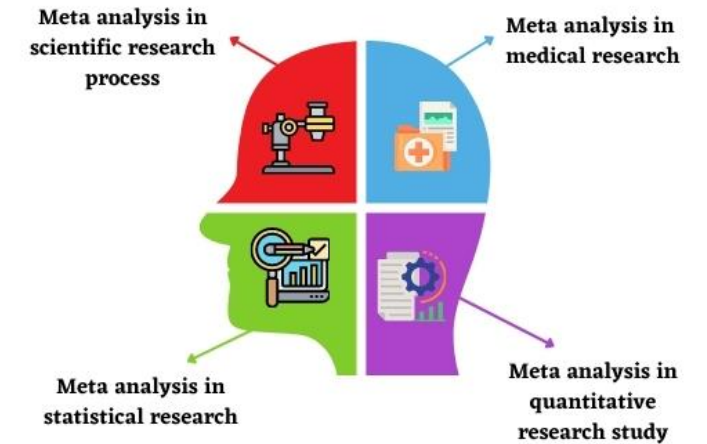 Meta analysis in
scientific research
process
Meta analysis in
medical research
Meta analysis in
statistical research
Meta analysis in
quantitative
research study